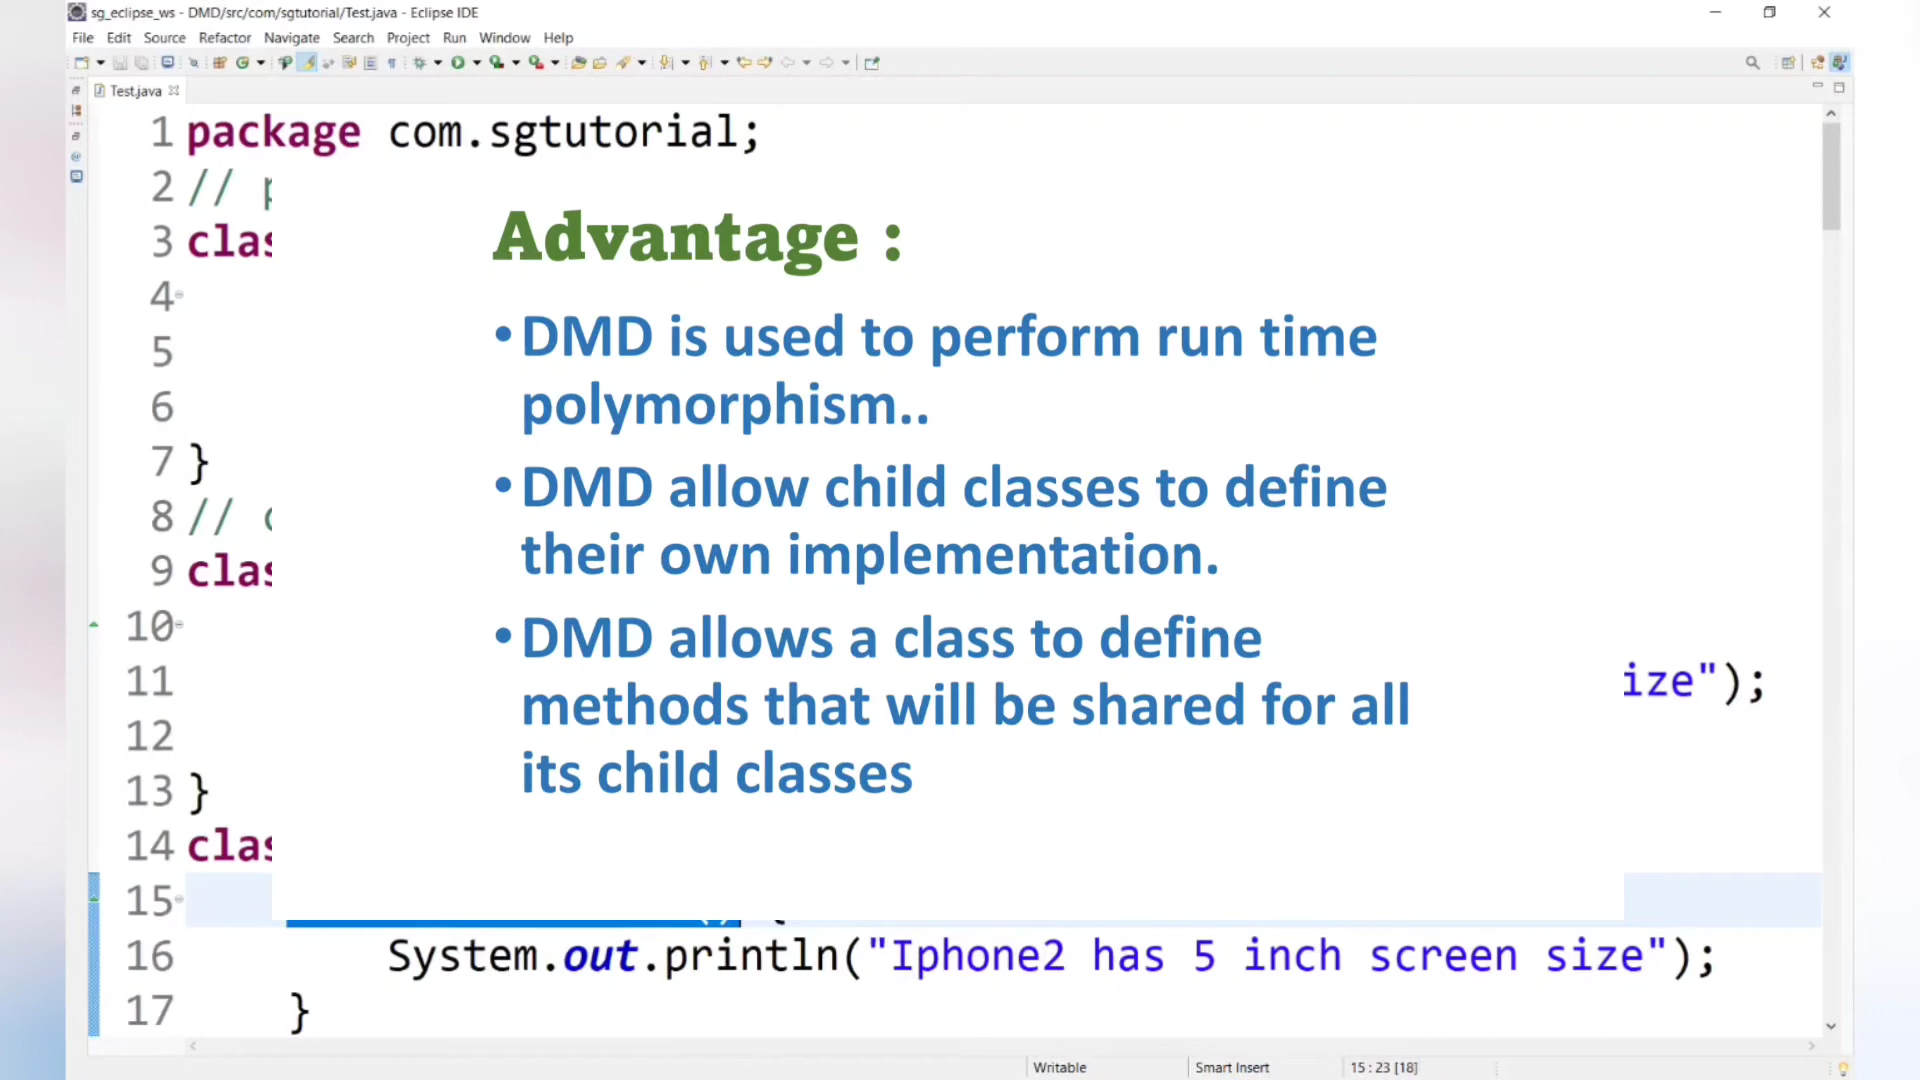 sg_eclipse_ws - DMD/src/com/sgtutorial/Test.java - Eclipse IDE
File Edit Source Refactor Navigate Search Project Run Window Help
Test.java
1 package com.sgtutorial;
2 //
3 clas
4
5
6
7 }
8 //
9 clas
10
11 ize");
12
13 }
14 clas
15
16 System.out.println("Iphone2 has 5 inch screen size");
17 }
Advantage :
•DMD is used to perform run time
polymorphism..
•DMD allow child classes to define
their own implementation.
•DMD allows a class to define
methods that will be shared for all
its child classes
Writable Smart Insert 15 : 23 [18]